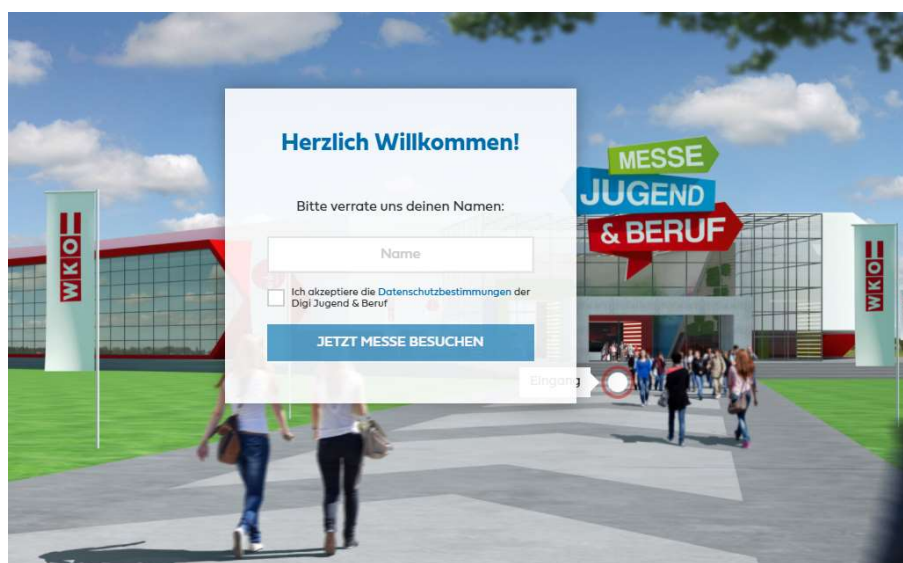 Herzlich Willkommen!
MESSE
JUGEND
& BERUF
Bitte verrate uns deinen Namen:
Name
Ich akzeptiere die Datenschutzbestimmungen der
Digi Jugend & Beruf
JETZT MESSE BESUCHEN
Eingang
WKO
WKO